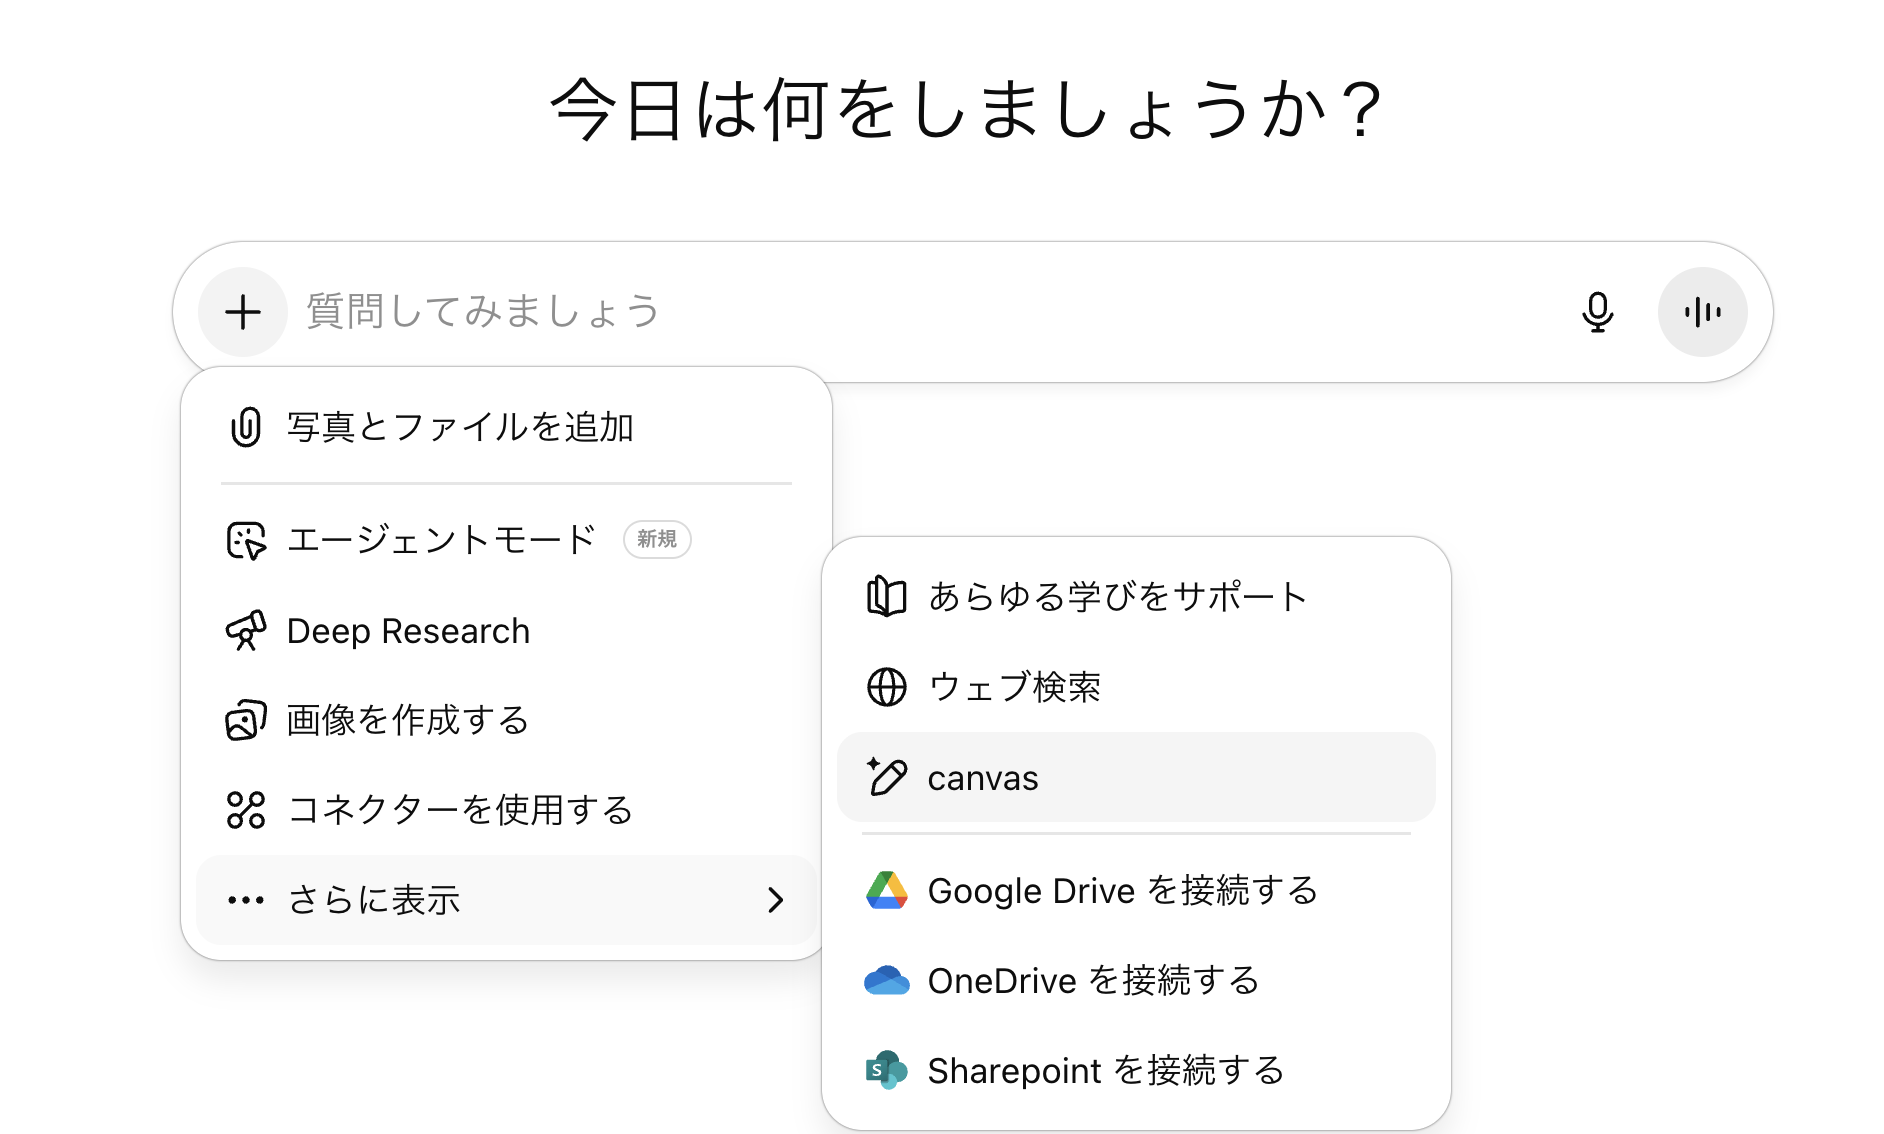 今日は何をしましょうか？
質問してみましょう
写真とファイルを追加
エージェントモード 新規
Deep Research
画像を作成する
コネクターを使用する
さらに表示
あらゆる学びをサポート
ウェブ検索
canvas
Google Drive を接続する
OneDrive を接続する
S
Sharepoint を接続する